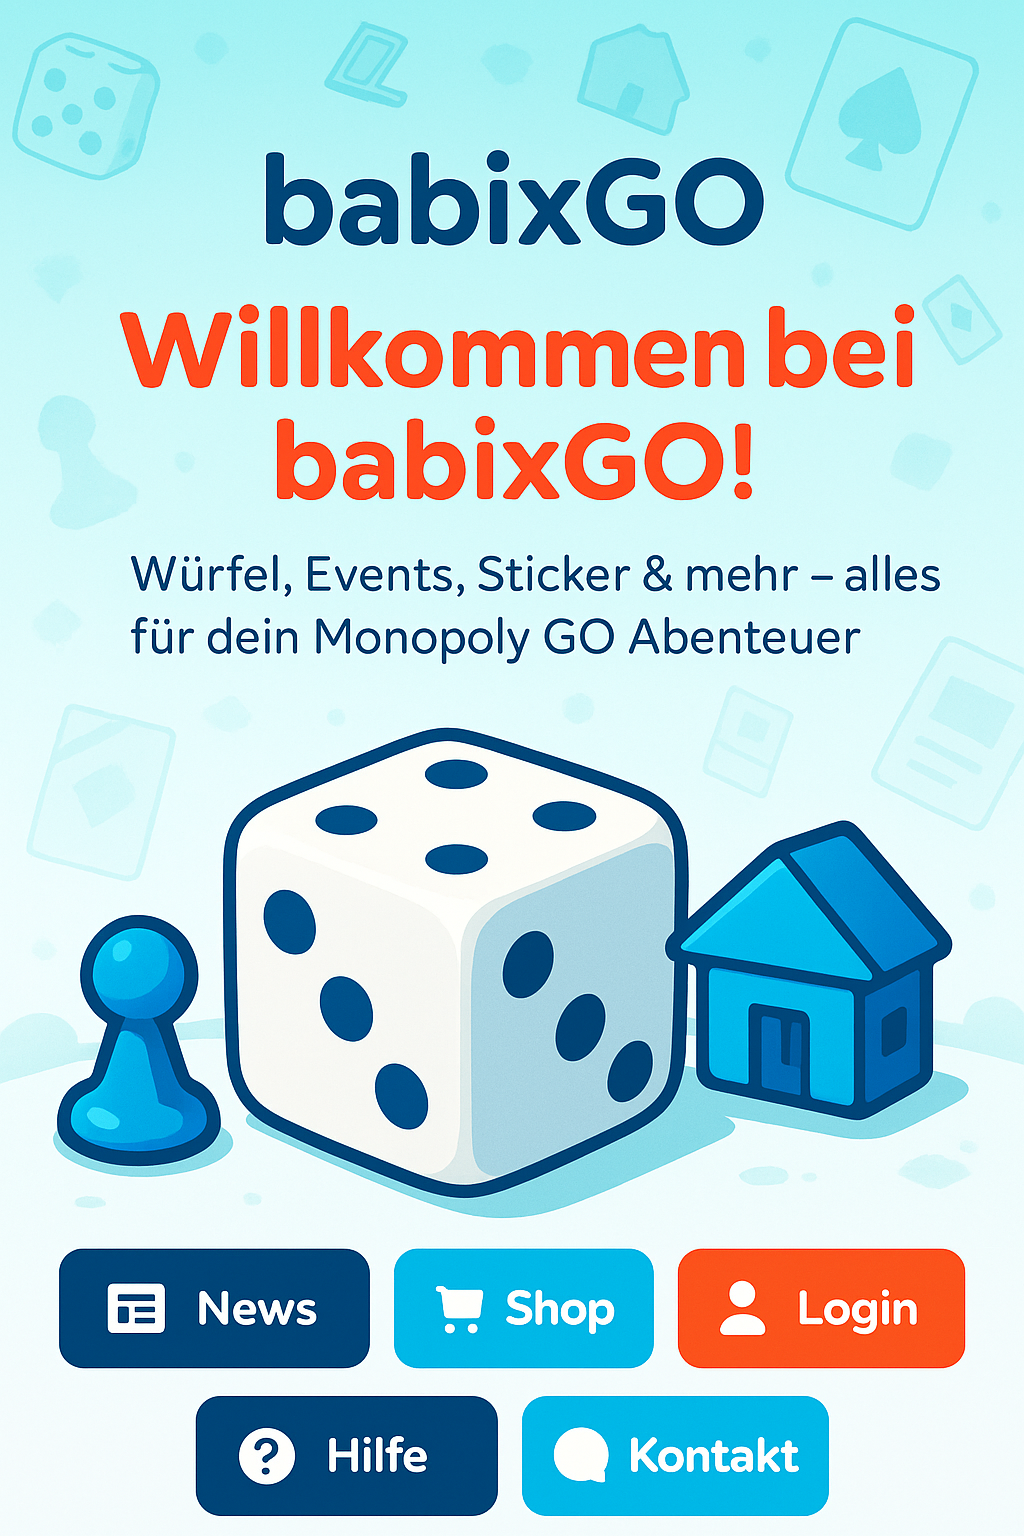 babixGO
Willkommen bei
babixGO!
Würfel, Events, Sticker & mehr – alles
für dein Monopoly GO Abenteuer
News
Shop
Login
Hilfe
Kontakt